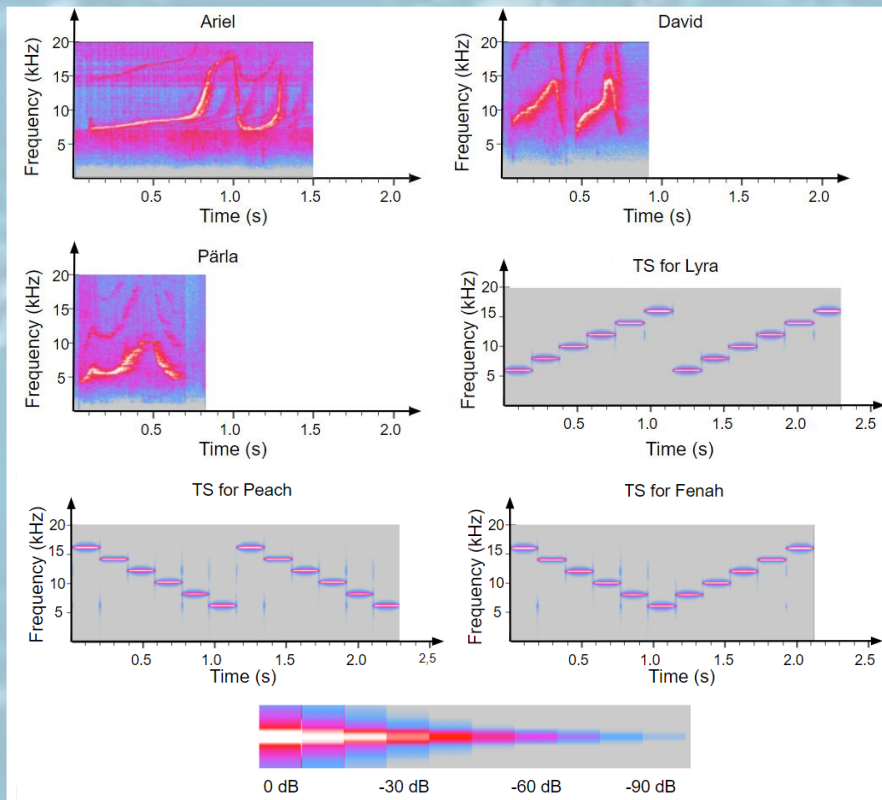 Ariel
Frequency (kHz)
20
15
10
5
0.5 1.0 1.5 2.0
Time (s)
David
Frequency (kHz)
20
15
10
5
0.5 1.0 1.5 2.0
Time (s)
Pärla
Frequency (kHz)
20
15
10
5
0.5 1.0 1.5 2.0
Time (s)
TS for Lyra
Frequency (kHz)
20
15
10
5
0.5 1.0 1.5 2.0 2.5
Time (s)
TS for Peach
Frequency (kHz)
20
15
10
5
0.5 1.0 1.5 2.0 2,5
Time (s)
TS for Fenah
Frequency (kHz)
20
15
10
5
0.5 1.0 1.5 2.0 2.5
Time (s)
0 dB -30 dB -60 dB -90 dB